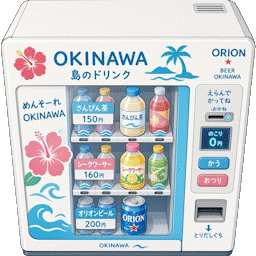 OKINAWA
島のドリンク
めんそーれ
OKINAWA
さんぴん茶
150円
さんぴん茶
シークワーサー
160円
オリオンビール
200円
ORION
OKINAWA
ORION
BEER
OKINAWA
えらんで
かってね
のこり
0円
かう
おつり
とりだしぐち